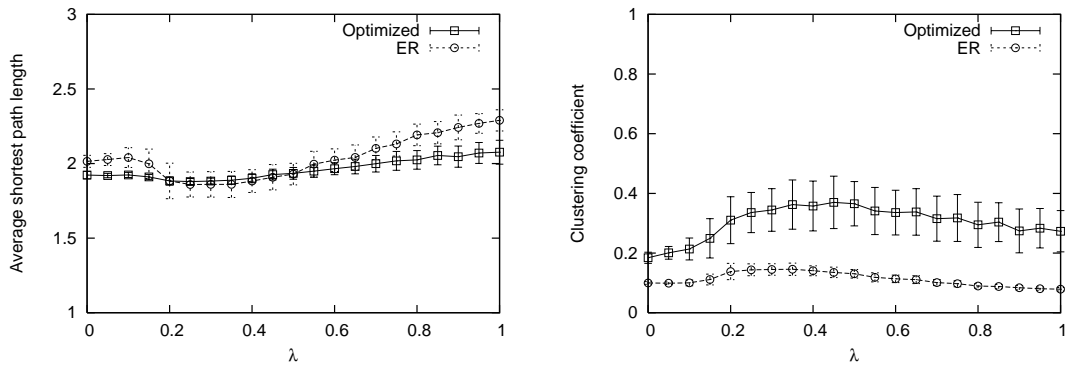 Average shortest path length
3
2.5
2
1.5
1
0 0.2 0.4 0.6 0.8 1
λ
Optimized
ER
Clustering coefficient
1
0.8
0.6
0.4
0.2
0
0 0.2 0.4 0.6 0.8 1
λ
Optimized
ER